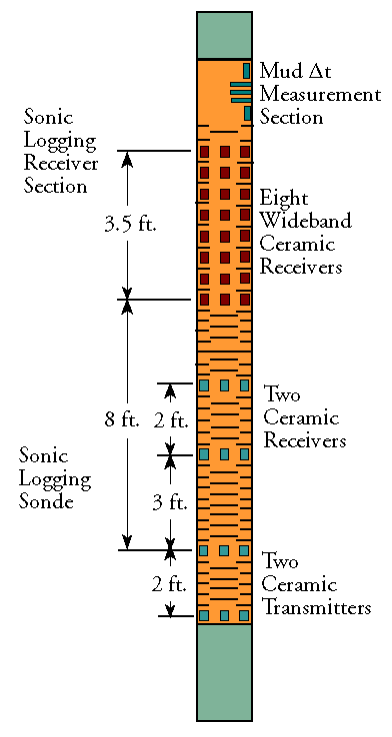 Mud Δt
Measurement
Section
Sonic
Logging
Receiver
Section
3.5 ft.
Eight
Wideband
Ceramic
Receivers
8 ft.
2 ft.
Two
Ceramic
Receivers
Sonic
Logging
Sonde
3 ft.
2 ft.
Two
Ceramic
Transmitters